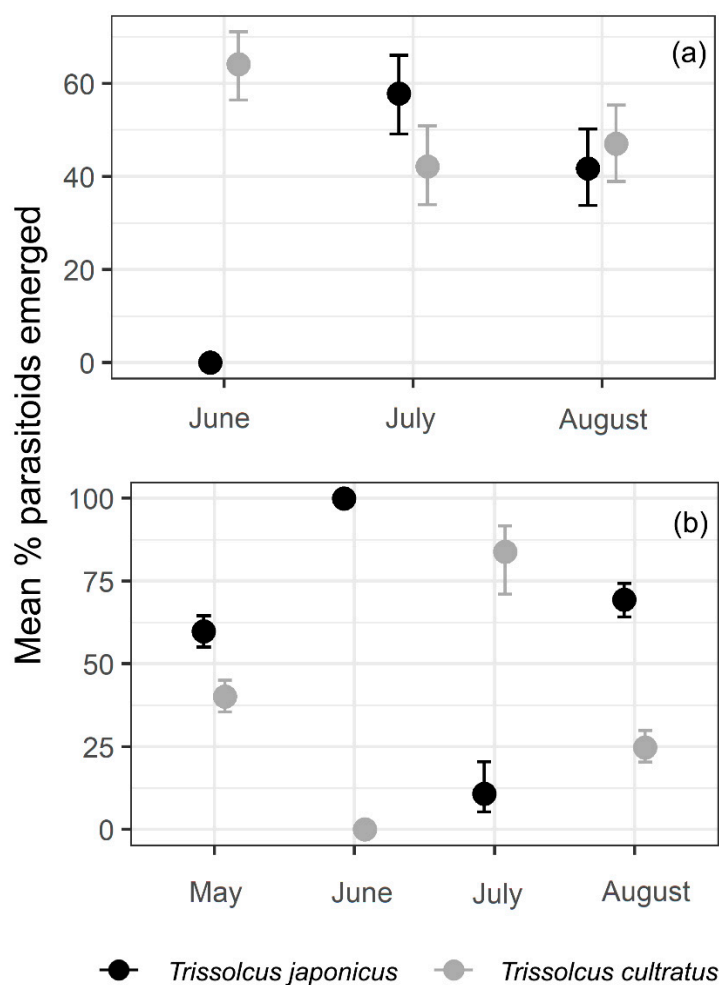 (a)
60
40
20
0
June July August
Mean % parasitoids emerged
(b)
100
75
50
25
0
May June July August
Trissolcus japonicus Trissolcus cultratus